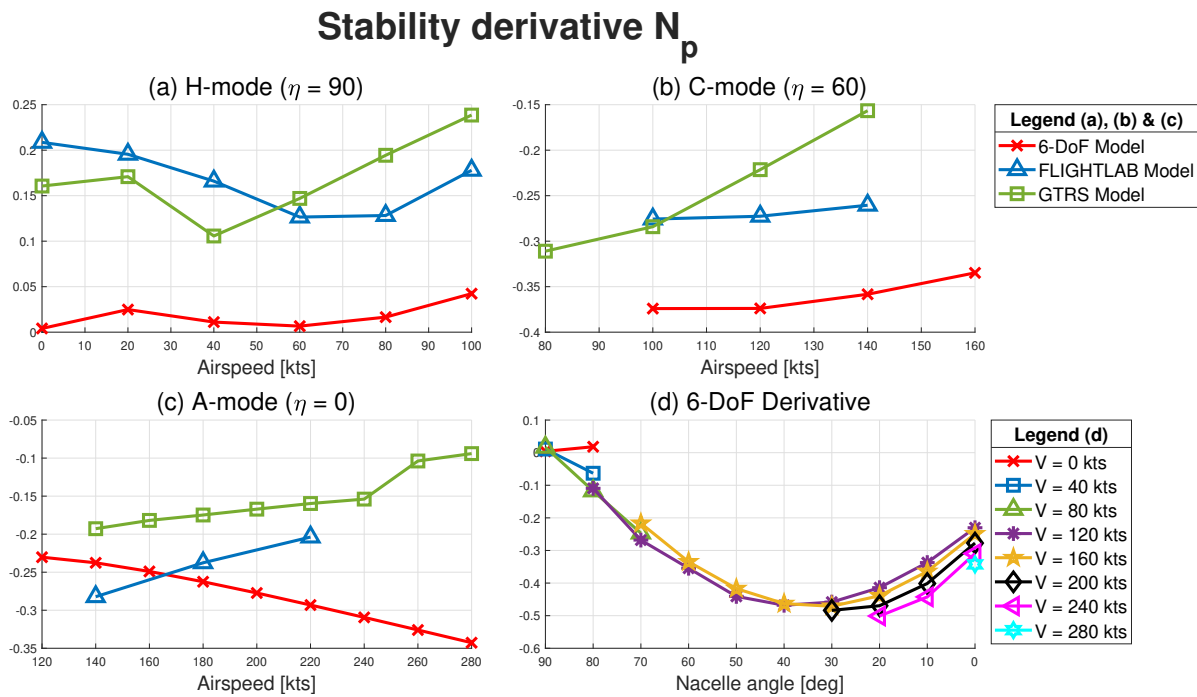 Stability derivative N_p
(a) H-mode (η = 90)
0.25
0.2
0.15
0.1
0.05
0
0 10 20 30 40 50 60 70 80 90 100
Airspeed [kts]
(b) C-mode (η = 60)
-0.15
-0.2
-0.25
-0.3
-0.35
-0.4
80 90 100 110 120 130 140 150 160
Airspeed [kts]
Legend (a), (b) & (c)
6-DoF Model
FLIGHTLAB Model
GTRS Model
(c) A-mode (η = 0)
-0.05
-0.1
-0.15
-0.2
-0.25
-0.3
-0.35
120 140 160 180 200 220 240 260 280
Airspeed [kts]
(d) 6-DoF Derivative
0.1
0
-0.1
-0.2
-0.3
-0.4
-0.5
-0.6
90 80 70 60 50 40 30 20 10 0
Nacelle angle [deg]
Legend (d)
V = 0 kts
V = 40 kts
V = 80 kts
V = 120 kts
V = 160 kts
V = 200 kts
V = 240 kts
V = 280 kts